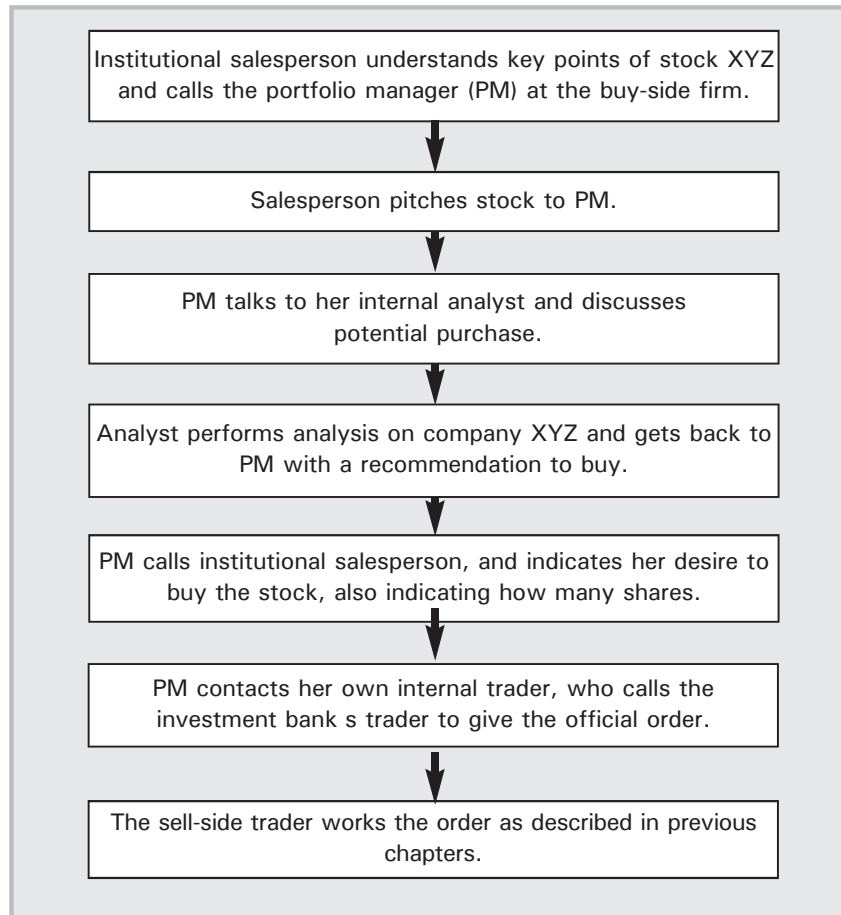 Institutional salesperson understands key points of stock XYZ
and calls the portfolio manager (PM) at the buy-side firm.
Salesperson pitches stock to PM.
PM talks to her internal analyst and discusses
potential purchase.
Analyst performs analysis on company XYZ and gets back to
PM with a recommendation to buy.
PM calls institutional salesperson, and indicates her desire to
buy the stock, also indicating how many shares.
PM contacts her own internal trader, who calls the
investment bank s trader to give the official order.
The sell-side trader works the order as described in previous
chapters.